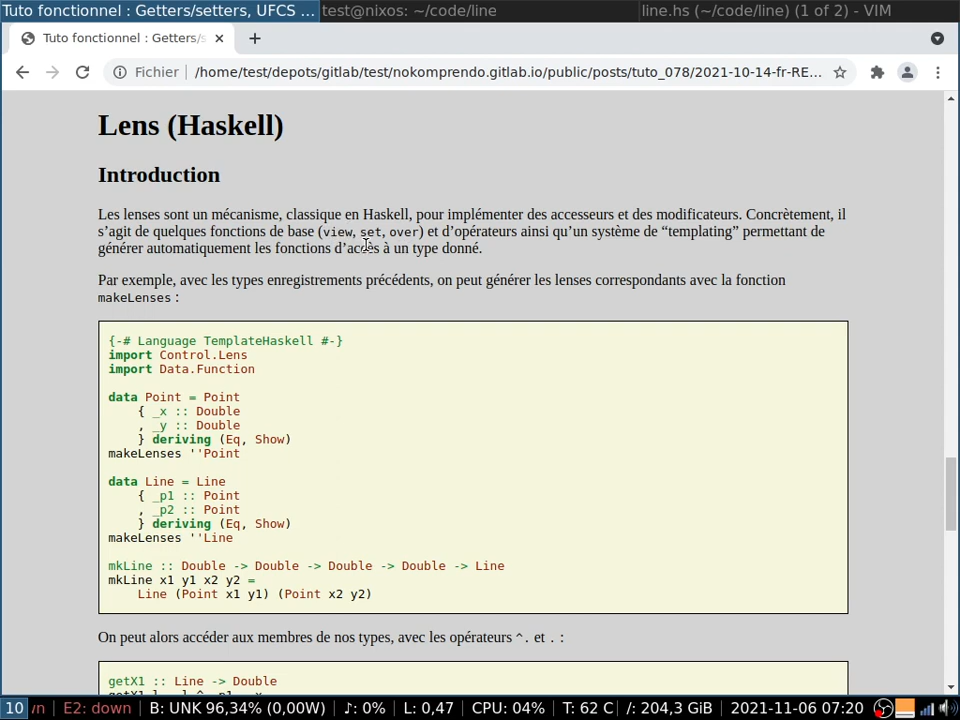 Tuto fonctionnel : Getters/setters, UFCS ... test@nixos: ~/code/line line.hs (~/code/line) (1 of 2) - VIM
Tuto fonctionnel : Getters/s
Fichier /home/test/depots/gitlab/test/nokomprendo.gitlab.io/public/posts/tuto_078/2021-10-14-fr-RE...
Lens (Haskell)
Introduction
Les lenses sont un mécanisme, classique en Haskell, pour implémenter des accesseurs et des modificateurs. Concrètement, il
s’agit de quelques fonctions de base (view, set, over) et d’opérateurs ainsi qu’un système de “templating” permettant de
générer automatiquement les fonctions d’accès à un type donné.
Par exemple, avec les types enregistrements précédents, on peut générer les lenses correspondants avec la fonction
makeLenses :
{-# Language TemplateHaskell #-}
import Control.Lens
import Data.Function
data Point = Point
{ _x :: Double
, _y :: Double
} deriving (Eq, Show)
makeLenses ''Point
data Line = Line
{ _p1 :: Point
, _p2 :: Point
} deriving (Eq, Show)
makeLenses ''Line
mkLine :: Double -> Double -> Double -> Double -> Line
mkLine x1 y1 x2 y2 =
Line (Point x1 y1) (Point x2 y2)
On peut alors accéder aux membres de nos types, avec les opérateurs ^. et . :
getX1 :: Line -> Double
10 wn E2: down B: UNK 96,34% (0,00W) ♪: 0% L: 0,47 CPU: 04% T: 62 C /: 204,3 GiB 2021-11-06 07:20